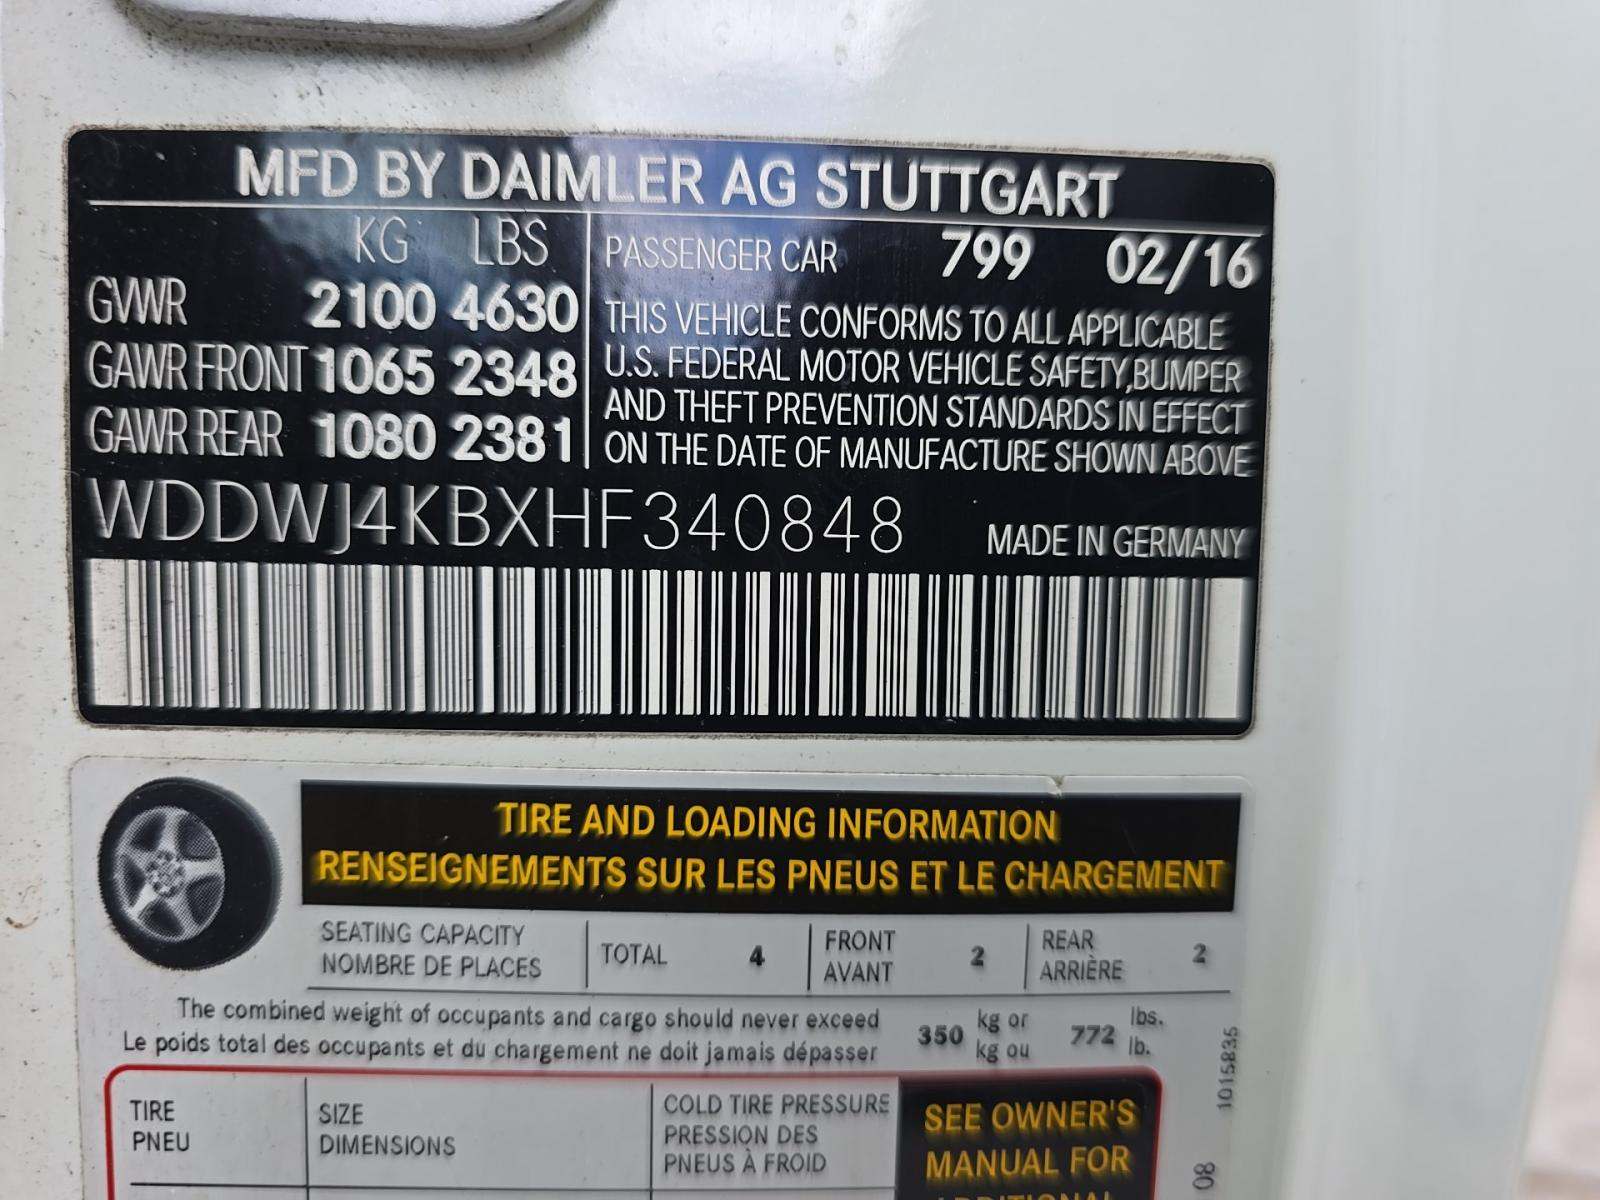 MFD BY DAIMLER AG STUTTGART
KG LBS
GVWR 2100 4630
GAWR FRONT 1065 2348
GAWR REAR 1080 2381
PASSENGER CAR 799 02/16
THIS VEHICLE CONFORMS TO ALL APPLICABLE
U.S. FEDERAL MOTOR VEHICLE SAFETY,BUMPER
AND THEFT PREVENTION STANDARDS IN EFFECT
ON THE DATE OF MANUFACTURE SHOWN ABOVE
WDDWJ4KBXHF340848 MADE IN GERMANY
TIRE AND LOADING INFORMATION
RENSEIGNEMENTS SUR LES PNEUS ET LE CHARGEMENT
SEATING CAPACITY
NOMBRE DE PLACES
TOTAL 4
FRONT
AVANT
2
REAR
ARRIÈRE
2
The combined weight of occupants and cargo should never exceed
Le poids total des occupants et du chargement ne doit jamais dépasser
350 kg or
kg ou
772 lbs.
lb.
TIRE
PNEU
SIZE
DIMENSIONS
COLD TIRE PRESSURE
PRESSION DES
PNEUS À FROID
SEE OWNER'S
MANUAL FOR
ADDITIONAL
1015835
08